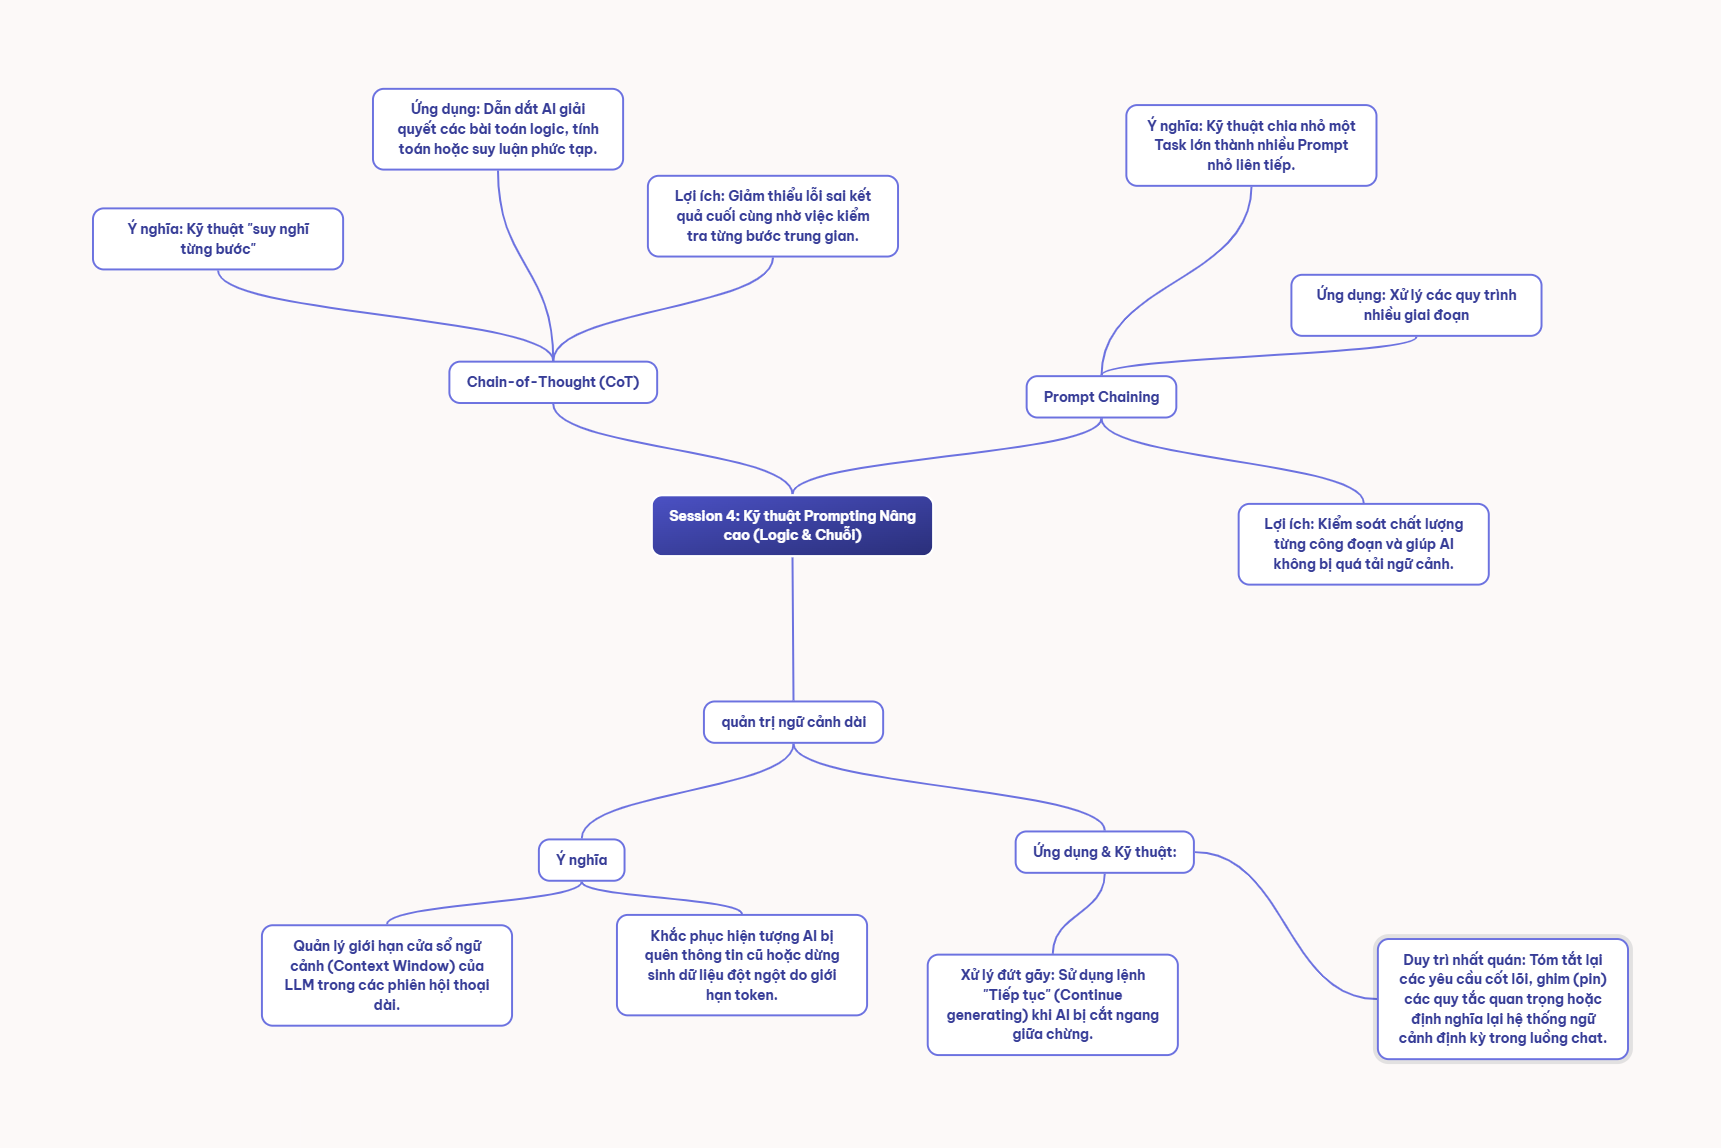 Ứng dụng: Dẫn dắt AI giải
quyết các bài toán logic, tính
toán hoặc suy luận phức tạp.
Ý nghĩa: Kỹ thuật chia nhỏ một
Task lớn thành nhiều Prompt
nhỏ liên tiếp.
Lợi ích: Giảm thiểu lỗi sai kết
quả cuối cùng nhờ việc kiểm
tra từng bước trung gian.
Ý nghĩa: Kỹ thuật "suy nghĩ
từng bước"
Ứng dụng: Xử lý các quy trình
nhiều giai đoạn
Chain-of-Thought (CoT)
Prompt Chaining
Session 4: Kỹ thuật Prompting Nâng
cao (Logic & Chuỗi)
Lợi ích: Kiểm soát chất lượng
từng công đoạn và giúp AI
không bị quá tải ngữ cảnh.
quản trị ngữ cảnh dài
Ý nghĩa
Ứng dụng & Kỹ thuật:
Quản lý giới hạn cửa sổ ngữ
cảnh (Context Window) của
LLM trong các phiên hội thoại
dài.
Khắc phục hiện tượng AI bị
quên thông tin cũ hoặc dừng
sinh dữ liệu đột ngột do giới
hạn token.
Xử lý đứt gãy: Sử dụng lệnh
"Tiếp tục" (Continue
generating) khi AI bị cắt ngang
giữa chừng.
Duy trì nhất quán: Tóm tắt lại
các yêu cầu cốt lõi, ghim (pin)
các quy tắc quan trọng hoặc
định nghĩa lại hệ thống ngữ
cảnh định kỳ trong luồng chat.